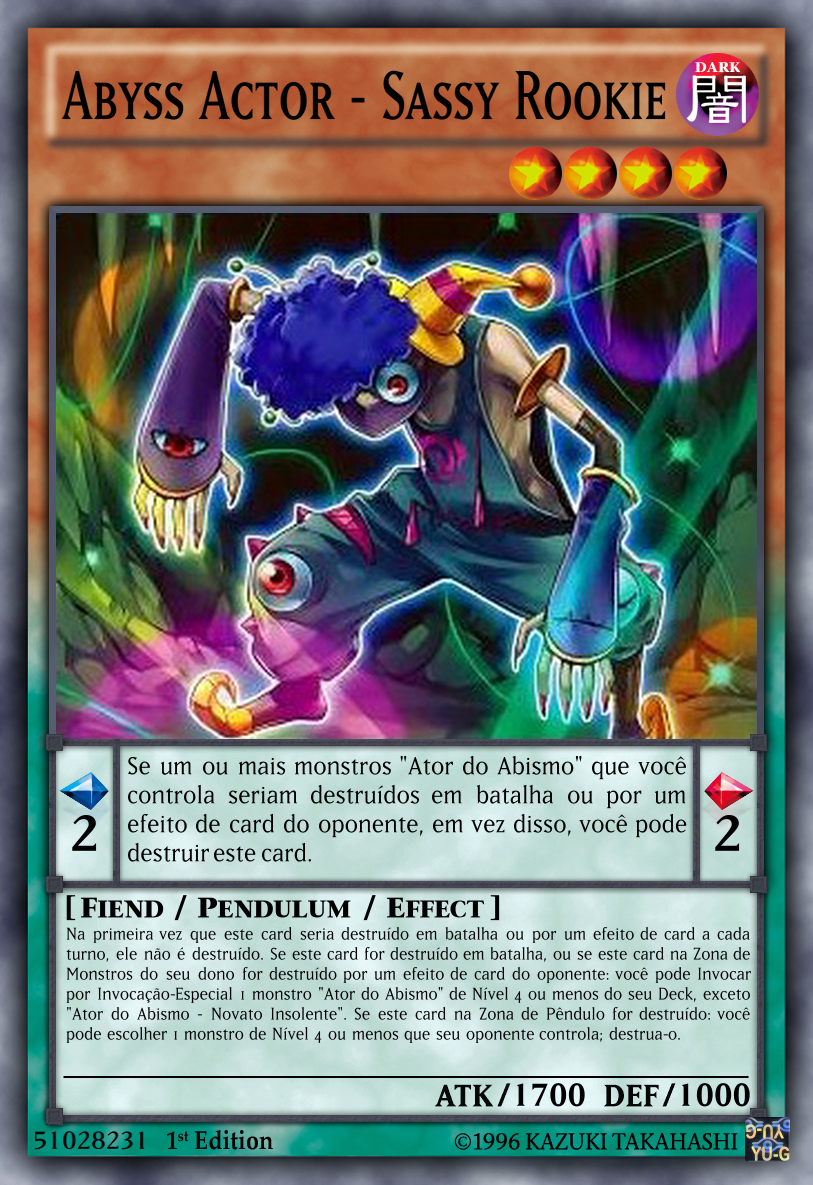 Abyss Actor - Sassy Rookie
DARK
闇
Se um ou mais monstros "Ator do Abismo" que você
controla seriam destruídos em batalha ou por um
efeito de card do oponente, em vez disso, você pode
destruir este card.
2
2
[ Fiend / Pendulum / Effect ]
Na primeira vez que este card seria destruído em batalha ou por um efeito de card a cada
turno, ele não é destruído. Se este card for destruído em batalha, ou se este card na Zona de
Monstros do seu dono for destruído por um efeito de card do oponente: você pode Invocar
por Invocação-Especial 1 monstro "Ator do Abismo" de Nível 4 ou menos do seu Deck, exceto
"Ator do Abismo - Novato Insolente". Se este card na Zona de Pêndulo for destruído: você
pode escolher 1 monstro de Nível 4 ou menos que seu oponente controla; destrua-o.
ATK/1700 DEF/1000
51028231 1st Edition ©1996 KAZUKI TAKAHASHI
YU-G
YU-G